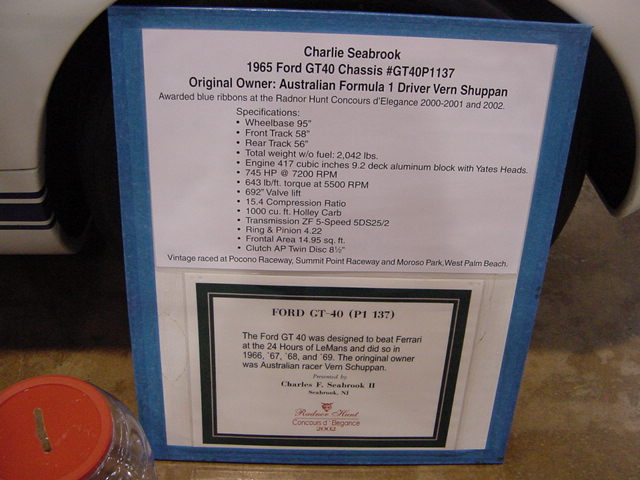 Charlie Seabrook
1965 Ford GT40 Chassis #GT40P1137
Original Owner: Australian Formula 1 Driver Vern Shuppan
Awarded blue ribbons at the Radnor Hunt Concours d'Elegance 2000-2001 and 2002.
Specifications:
• Wheelbase 95"
• Front Track 58"
• Rear Track 56"
• Total weight w/o fuel: 2,042 lbs.
• Engine 417 cubic inches 9.2 deck aluminum block with Yates Heads.
• 745 HP @ 7200 RPM
• 643 lb/ft. torque at 5500 RPM
• 692" Valve lift
• 15.4 Compression Ratio
• 1000 cu. ft. Holley Carb
• Transmission ZF 5-Speed 5DS25/2
• Ring & Pinion 4.22
• Frontal Area 14.95 sq. ft.
• Clutch AP Twin Disc 8½"
Vintage raced at Pocono Raceway, Summit Point Raceway and Moroso Park, West Palm Beach.
FORD GT-40 (P1 137)
The Ford GT 40 was designed to beat Ferrari
at the 24 Hours of LeMans and did so in
1966, '67, '68, and '69. The oringinal owner
was Australian racer Vern Schuppan.
Presented by
Charles F. Seabrook II
Seabrook, NJ
Radnor Hunt
Concours d'Elegance
2002